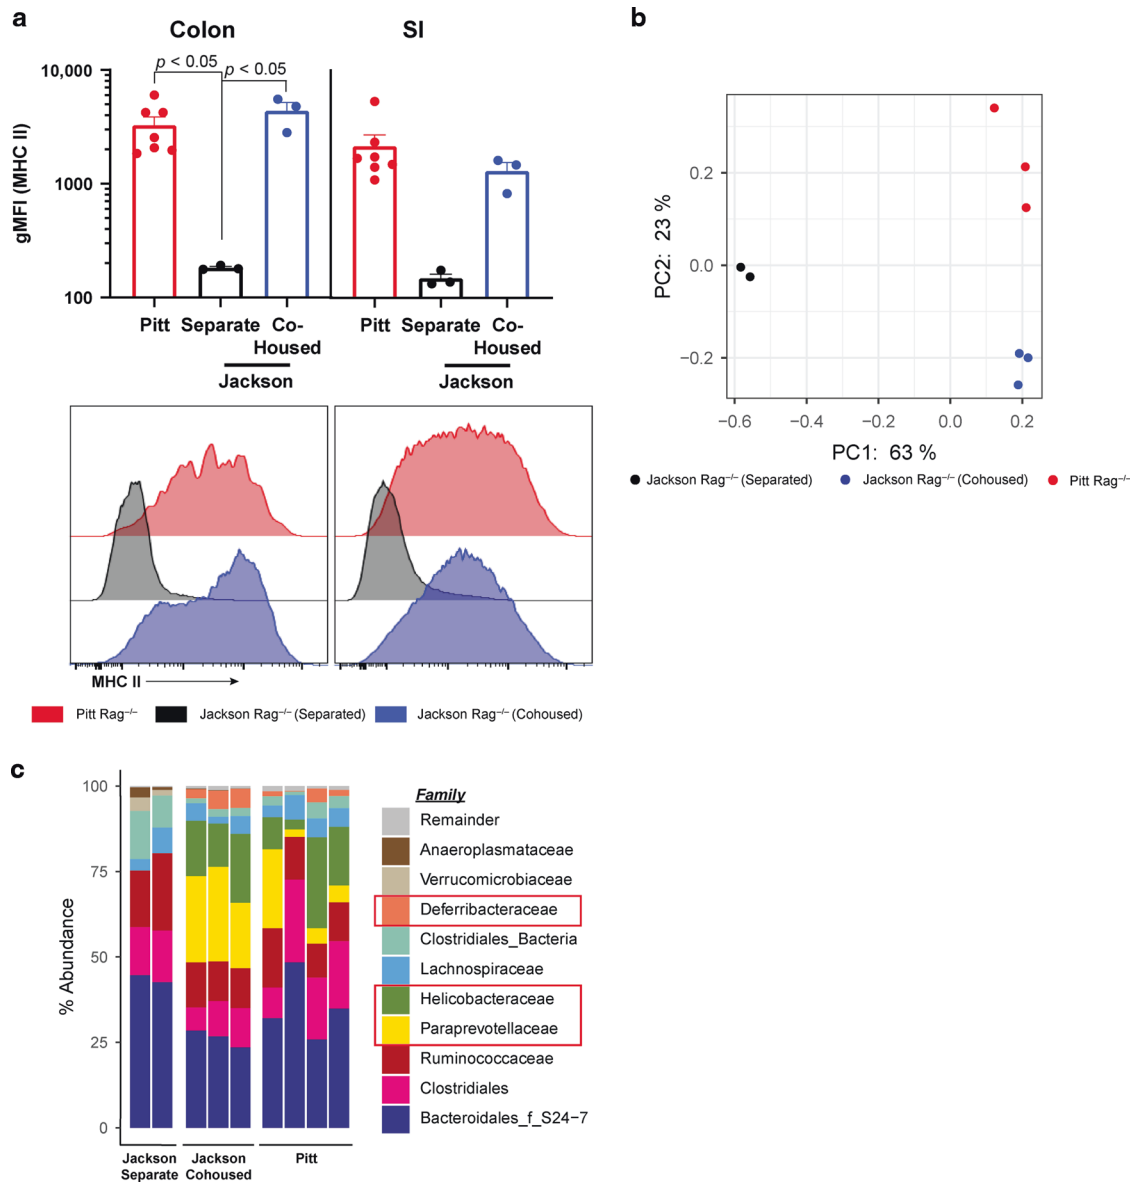 a
Colon
SI
p < 0.05
p < 0.05
10,000
1000
100
gMFI (MHC II)
Pitt
Separate
Co-
Housed
Jackson
Pitt
Separate
Co-
Housed
Jackson
MHC II
Pitt Rag⁻/⁻
Jackson Rag⁻/⁻ (Separated)
Jackson Rag⁻/⁻ (Cohoused)
b
0.2
0.0
−0.2
PC2: 23 %
−0.6
−0.4
−0.2
0.0
0.2
PC1: 63 %
Jackson Rag⁻/⁻ (Separated)
Jackson Rag⁻/⁻ (Cohoused)
Pitt Rag⁻/⁻
c
100
75
50
25
0
% Abundance
Jackson
Separate
Jackson
Cohoused
Pitt
Family
Remainder
Anaeroplasmataceae
Verrucomicrobiaceae
Deferribacteraceae
Clostridiales_Bacteria
Lachnospiraceae
Helicobacteraceae
Paraprevotellaceae
Ruminococcaceae
Clostridiales
Bacteroidales_f_S24−7